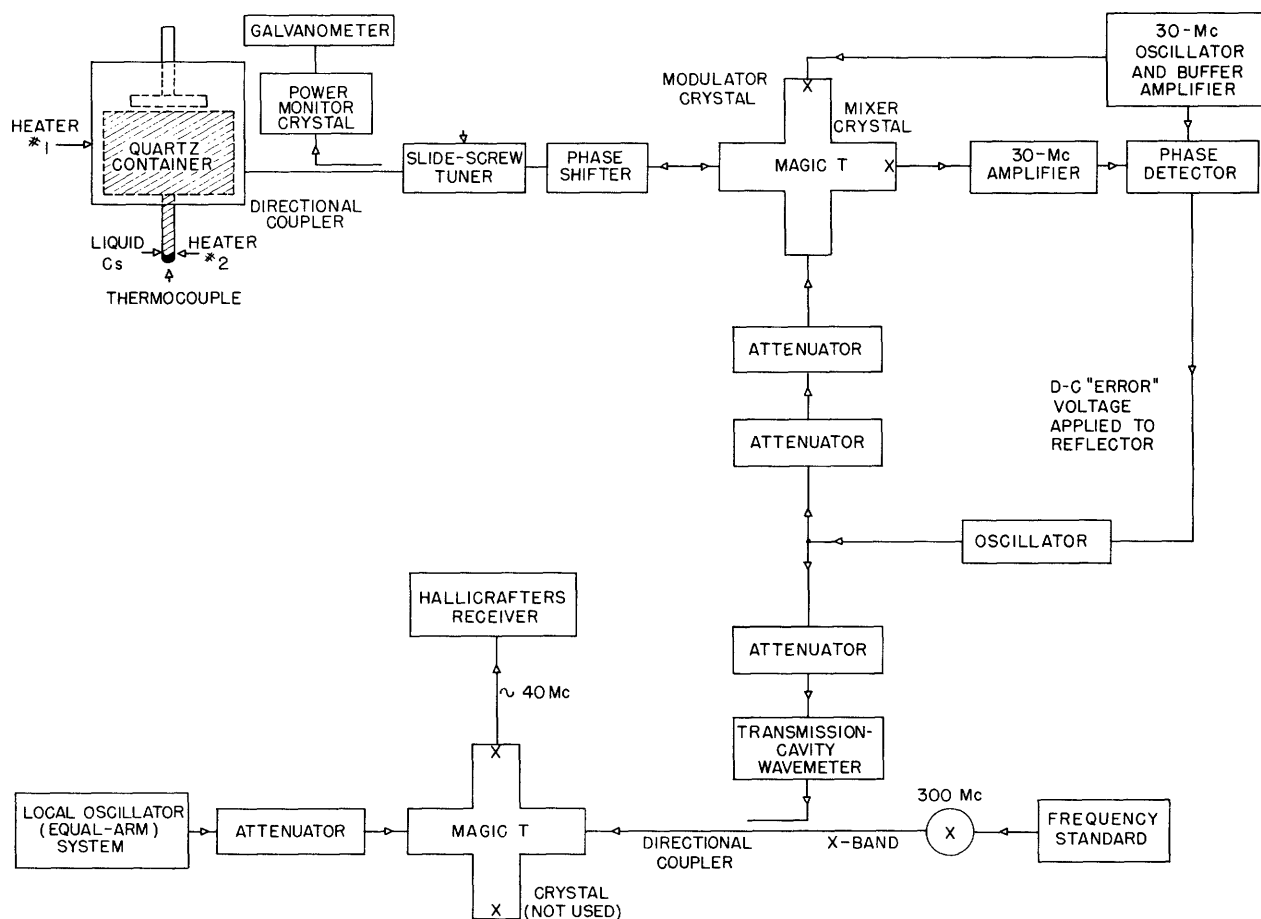 GALVANOMETER
POWER
MONITOR
CRYSTAL
HEATER
#1
QUARTZ
CONTAINER
DIRECTIONAL
COUPLER
LIQUID
Cs
HEATER
#2
THERMOCOUPLE
SLIDE-SCREW
TUNER
PHASE
SHIFTER
MODULATOR
CRYSTAL
X
MIXER
CRYSTAL
MAGIC T
X
30-Mc
OSCILLATOR
AND BUFFER
AMPLIFIER
30-Mc
AMPLIFIER
PHASE
DETECTOR
ATTENUATOR
ATTENUATOR
D-C "ERROR"
VOLTAGE
APPLIED TO
REFLECTOR
OSCILLATOR
ATTENUATOR
TRANSMISSION-
CAVITY
WAVEMETER
HALLICRAFTERS
RECEIVER
~ 40 Mc
X
LOCAL OSCILLATOR
(EQUAL-ARM)
SYSTEM
ATTENUATOR
MAGIC T
DIRECTIONAL
COUPLER
X-BAND
300 Mc
X
FREQUENCY
STANDARD
CRYSTAL
(NOT USED)
X